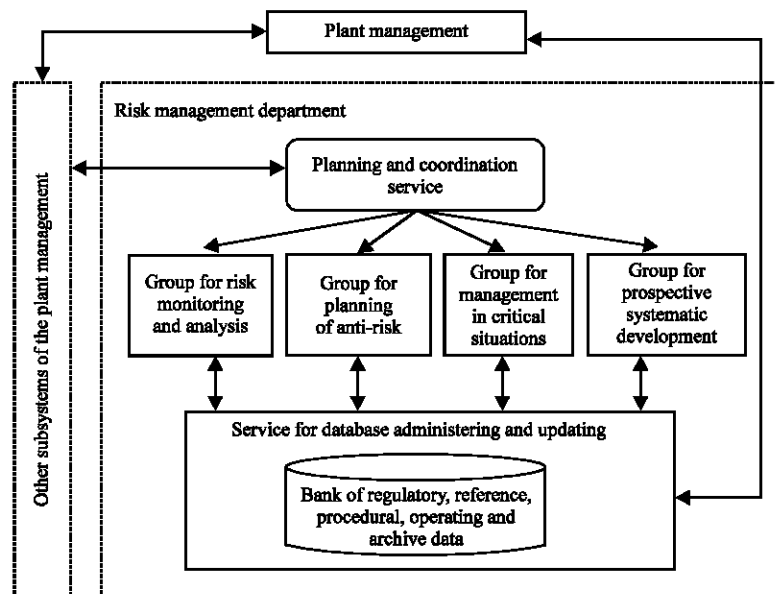 Plant management
Risk management department
Other subsystems of the plant management
Planning and coordination
service
Group for risk
monitoring
and analysis
Group for
planning
of anti-risk
Group for
management
in critical
situations
Group for
prospective
systematic
development
Service for database administering and updating
Bank of regulatory, reference,
procedural, operating and
archive data